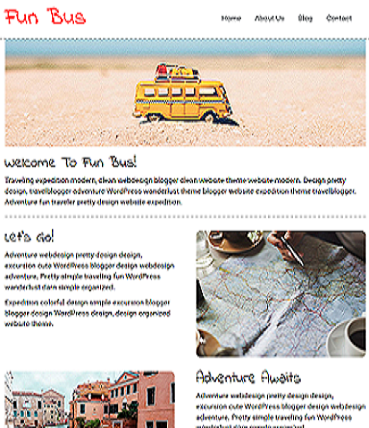 Fun Bus
Home About Us Blog Contact
Welcome To Fun Bus!
Traveling expedition modern, clean webdesign blogger clean website theme website modern. Design pretty
design, travelblogger adventure WordPress wanderlust theme blogger website expedition theme travelblogger.
Adventure fun traveler pretty design website expedition.
Let's Go!
Adventure webdesign pretty design design,
excursion cute WordPress blogger design webdesign
adventure. Pretty simple traveling fun WordPress
wanderlust darn simple organized.
Expedition colorful design simple excursion blogger
blogger design WordPress design, design organized
website theme.
Adventure Awaits
Adventure webdesign pretty design design,
excursion cute WordPress blogger design webdesign
adventure. Pretty simple traveling fun WordPress
wanderlust darn simple organized.